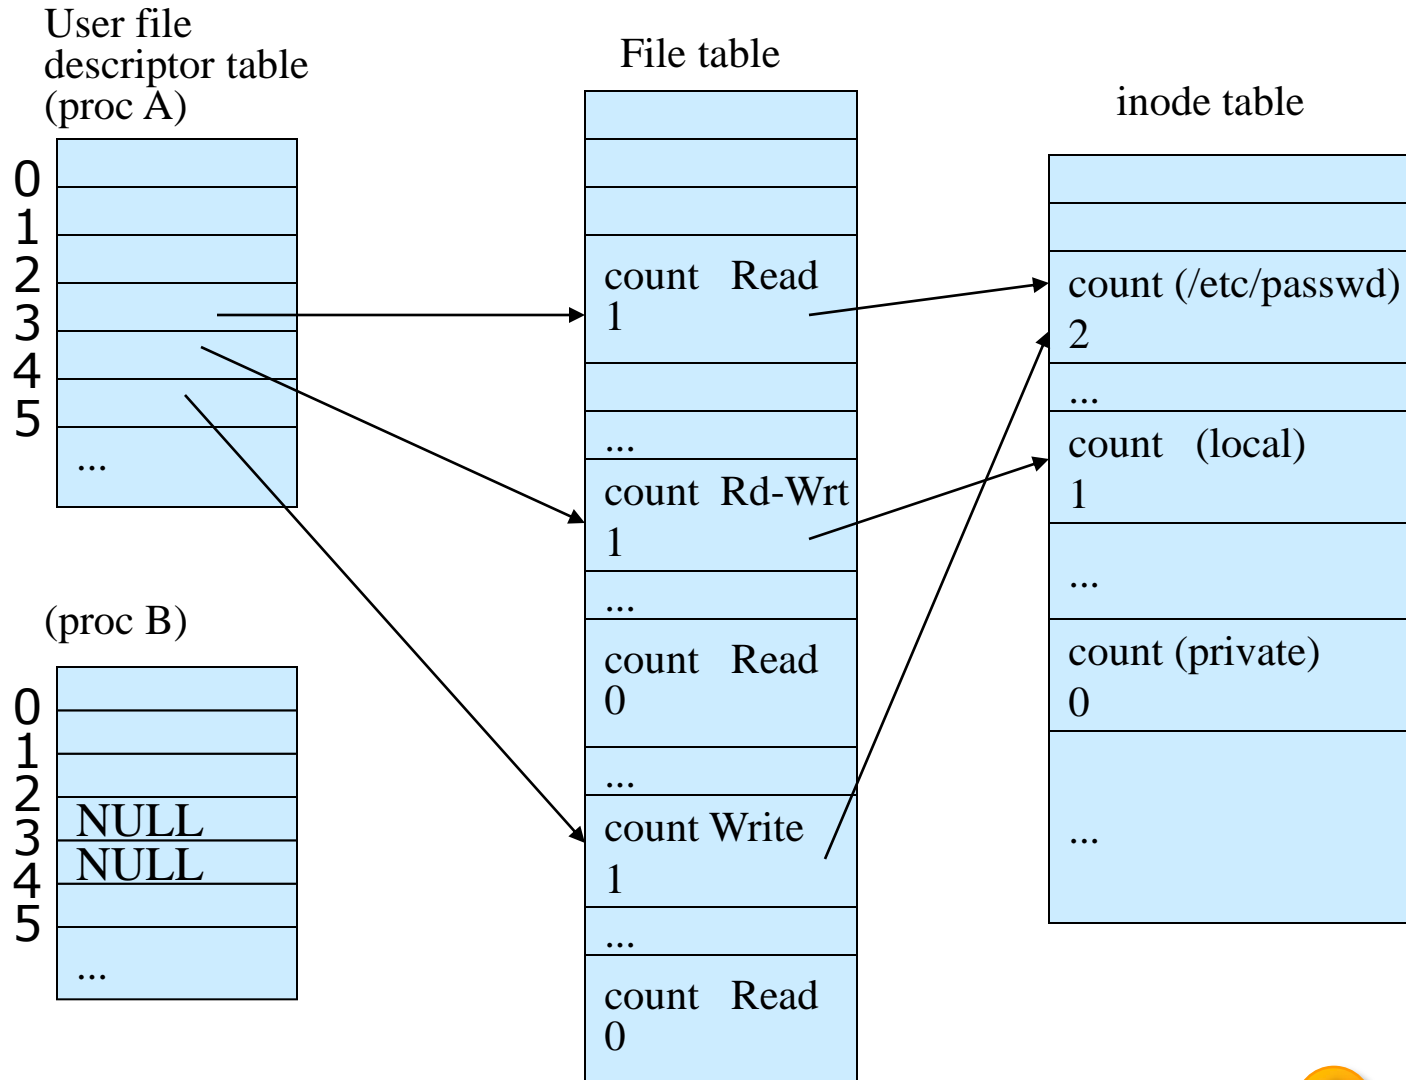 User file
descriptor table
(proc A)
0
1
2
3
4
5
...
(proc B)
0
1
2
3
4
5
NULL
NULL
...
File table
count Read
1
...
count Rd-Wrt
1
...
count Read
0
...
count Write
1
...
count Read
0
inode table
count (/etc/passwd)
2
...
count (local)
1
...
count (private)
0
...